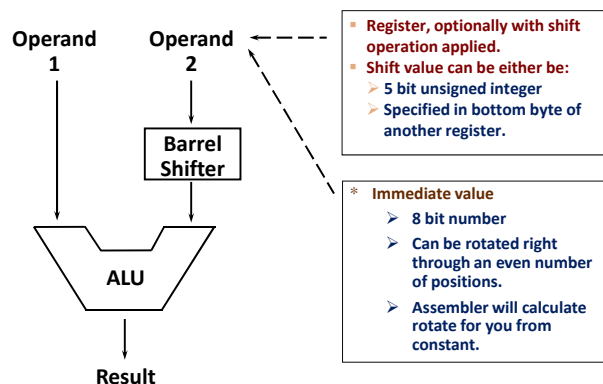 Operand
1
Operand
2
Barrel
Shifter
ALU
Result
▪ Register, optionally with shift
operation applied.
▪ Shift value can be either be:
➢ 5 bit unsigned integer
➢ Specified in bottom byte of
another register.
* Immediate value
➢ 8 bit number
➢ Can be rotated right
through an even number
of positions.
➢ Assembler will calculate
rotate for you from
constant.